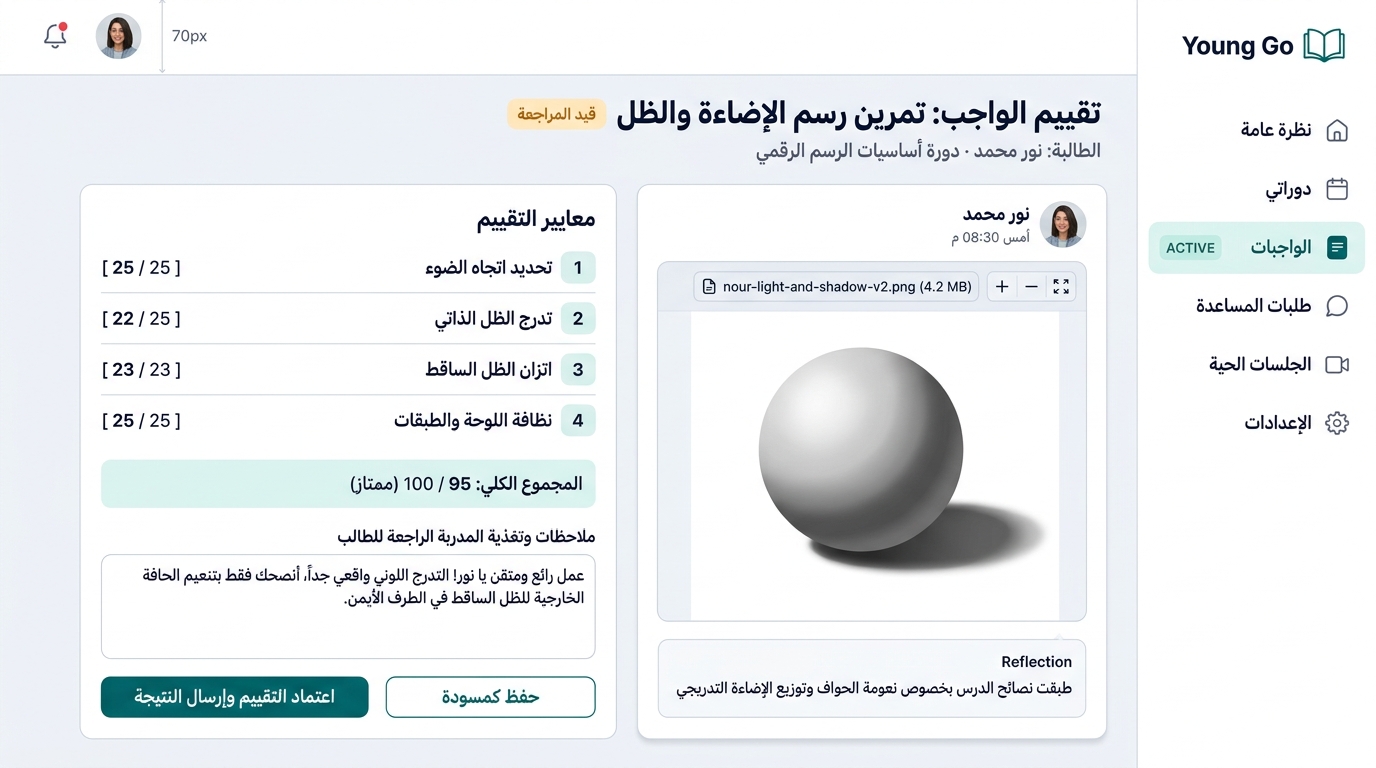 Young Go
نظرة عامة
دوراتي
الواجبات ACTIVE
طلبات المساعدة
الجلسات الحية
الإعدادات
70px
تقييم الواجب: تمرين رسم الإضاءة والظل قيد المراجعة
الطالبة: نور محمد · دورة أساسيات الرسم الرقمي
نور محمد
أمس 08:30 م
nour-light-and-shadow-v2.png (4.2 MB)
Reflection
طبقت نصائح الدرس بخصوص نعومة الحواف وتوزيع الإضاءة التدريجي
معايير التقييم
1 تحديد اتجاه الضوء [ 25 / 25 ]
2 تدرج الظل الذاتي [ 22 / 25 ]
3 اتزان الظل الساقط [ 23 / 23 ]
4 نظافة اللوحة والطبقات [ 25 / 25 ]
المجموع الكلي: 95 / 100 (ممتاز)
ملاحظات وتغذية المدربة الراجعة للطالب
عمل رائع ومتقن يا نور! التدرج اللوني واقعي جداً، أنصحك فقط بتنعيم الحافة
الخارجية للظل الساقط في الطرف الأيمن.
حفظ كمسودة
اعتماد التقييم وإرسال النتيجة